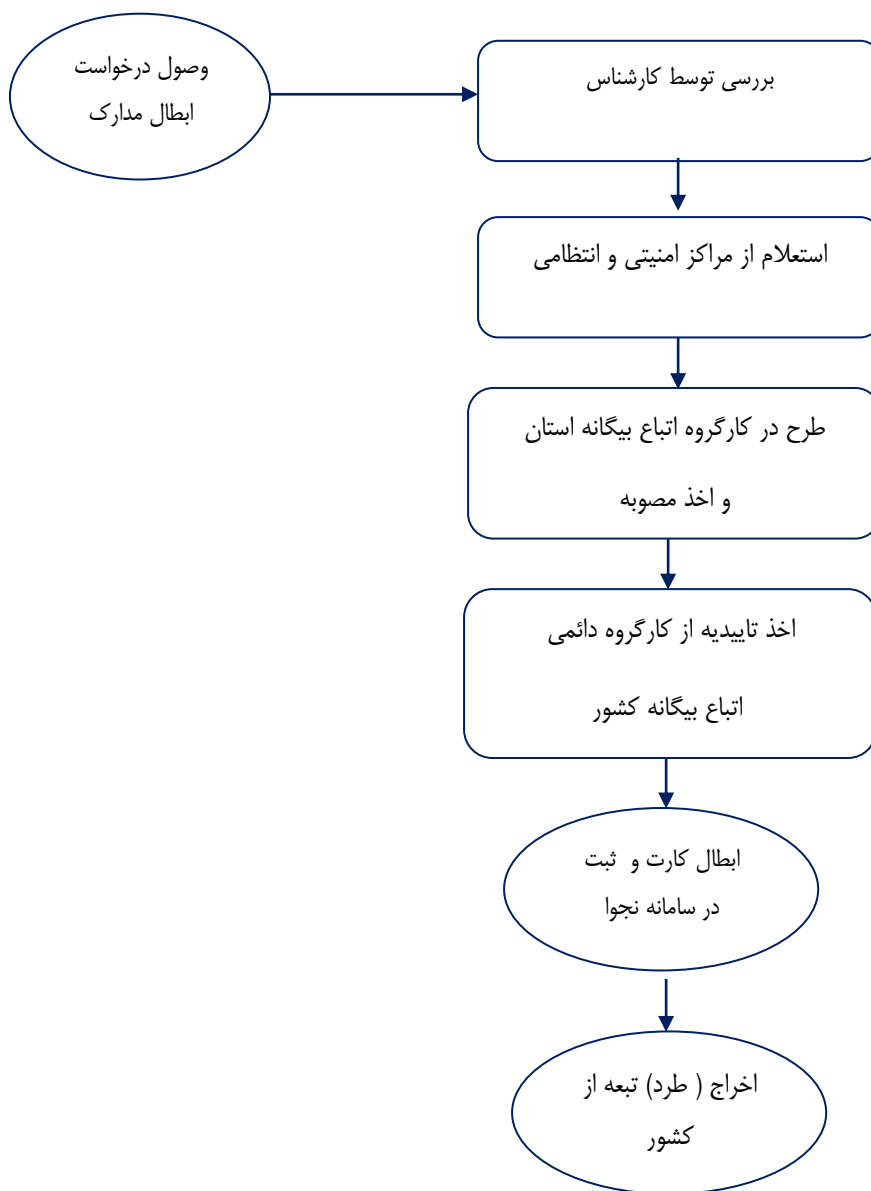 وصول درخواست
ابطال مدارک
بررسی توسط کارشناس
استعلام از مراکز امنیتی و انتظامی
طرح در کارگروه اتباع بیگانه استان
و اخذ مصوبه
اخذ تاییدیه از کارگروه دائمی
اتباع بیگانه کشور
ابطال کارت و ثبت
در سامانه نجوا
اخراج ( طرد) تبعه از
کشور